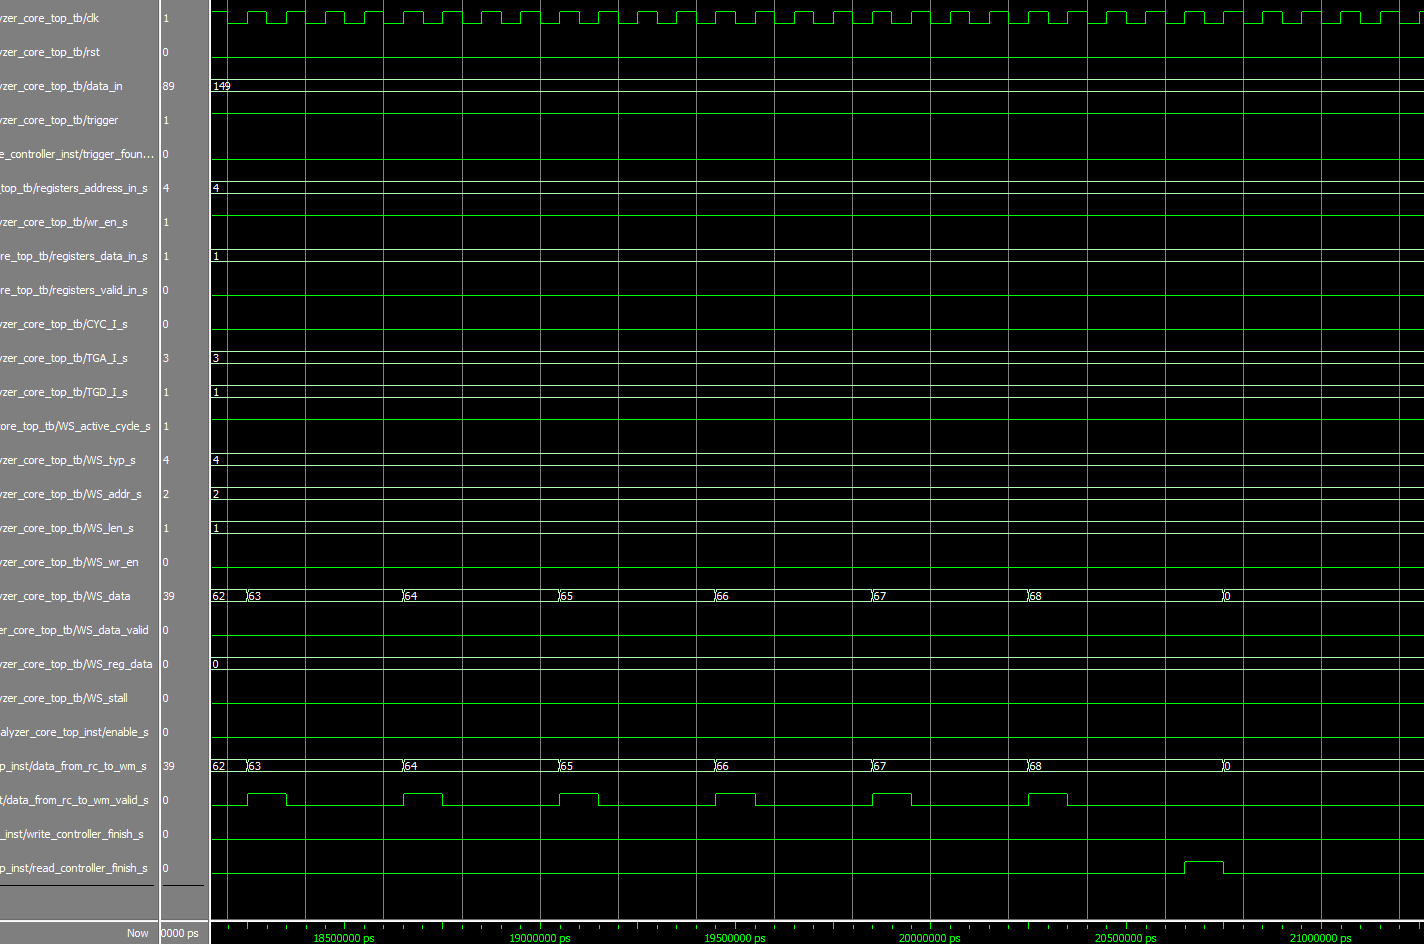 yzer_core_top_tb/clk 1
yzer_core_top_tb/rst 0
yzer_core_top_tb/data_in 89 149
yzer_core_top_tb/trigger 1
e_controller_inst/trigger_foun... 0
_top_tb/registers_address_in_s 4 4
yzer_core_top_tb/wr_en_s 1
re_top_tb/registers_data_in_s 1 1
re_top_tb/registers_valid_in_s 0
yzer_core_top_tb/CYC_I_s 0
yzer_core_top_tb/TGA_I_s 3 3
yzer_core_top_tb/TGD_I_s 1 1
core_top_tb/WS_active_cycle_s 1
yzer_core_top_tb/WS_typ_s 4 4
yzer_core_top_tb/WS_addr_s 2 2
yzer_core_top_tb/WS_len_s 1 1
yzer_core_top_tb/WS_wr_en 0
yzer_core_top_tb/WS_data 39 62 63 64 65 66 67 68 0
er_core_top_tb/WS_data_valid 0
yzer_core_top_tb/WS_reg_data 0 0
yzer_core_top_tb/WS_stall 0
alyzer_core_top_inst/enable_s 0
p_inst/data_from_rc_to_wm_s 39 62 63 64 65 66 67 68 0
t/data_from_rc_to_wm_valid_s 0
_inst/write_controller_finish_s 0
p_inst/read_controller_finish_s 0
Now 0000 ps 18500000 ps 19000000 ps 19500000 ps 20000000 ps 20500000 ps 21000000 ps